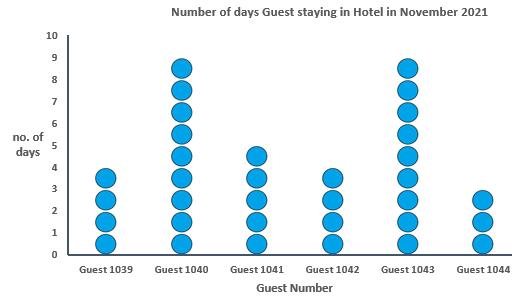 Number of days Guest staying in Hotel in November 2021
10
9
8
7
6
5
4
3
2
1
0
no. of
days
Guest 1039 Guest 1040 Guest 1041 Guest 1042 Guest 1043 Guest 1044
Guest Number